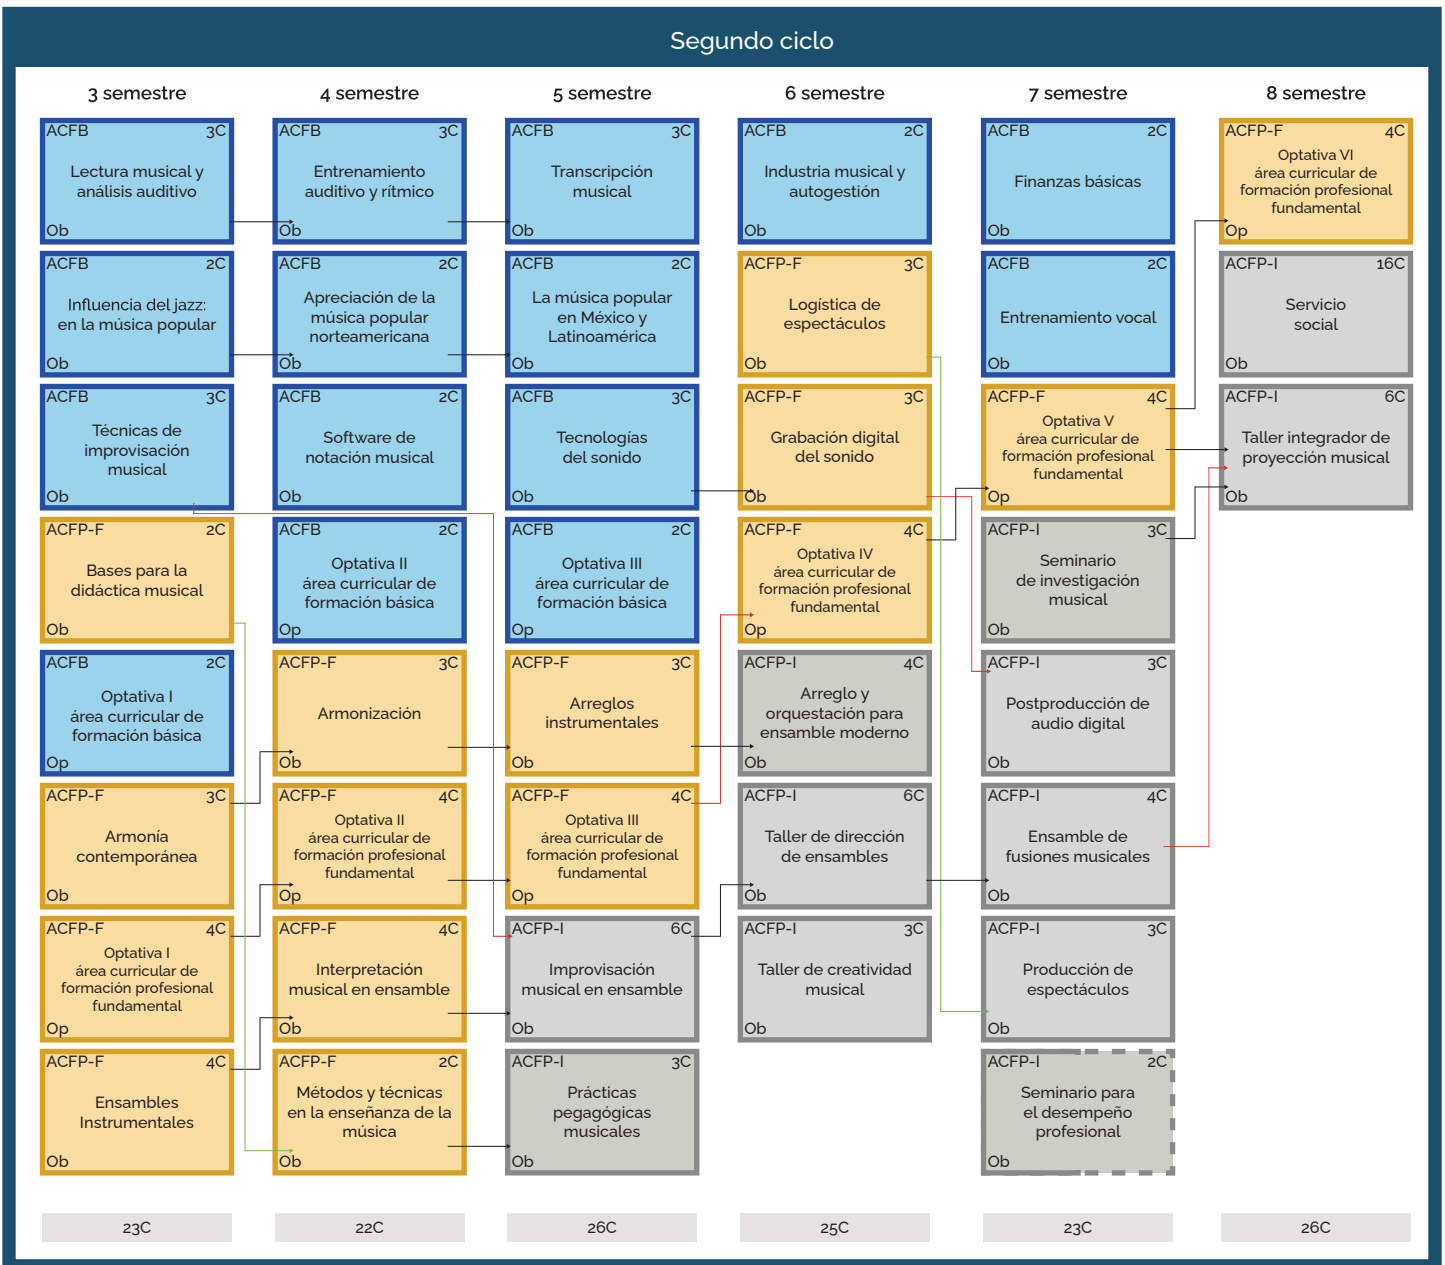 Segundo ciclo
3 semestre
ACFB 3C
Lectura musical y
análisis auditivo
Ob
ACFB 2C
Influencia del jazz:
en la música popular
Ob
ACFB 3C
Técnicas de
improvisación
musical
Ob
ACFP-F 2C
Bases para la
didáctica musical
Ob
ACFB 2C
Optativa I
área curricular de
formación básica
Op
ACFP-F 3C
Armonía
contemporánea
Ob
ACFP-F 4C
Optativa I
área curricular de
formación profesional
fundamental
Op
ACFP-F 4C
Ensambles
Instrumentales
Ob
23C
4 semestre
ACFB 3C
Entrenamiento
auditivo y rítmico
Ob
ACFB 2C
Apreciación de la
música popular
norteamericana
Ob
ACFB 2C
Software de
notación musical
Ob
ACFB 2C
Optativa II
área curricular de
formación básica
Op
ACFP-F 3C
Armonización
Ob
ACFP-F 4C
Optativa II
área curricular de
formación profesional
fundamental
Op
ACFP-F 4C
Interpretación
musical en ensamble
Ob
ACFP-F 2C
Métodos y técnicas
en la enseñanza de la
música
Ob
22C
5 semestre
ACFB 3C
Transcripción
musical
Ob
ACFB 2C
La música popular
en México y
Latinoamérica
Ob
ACFB 3C
Tecnologías
del sonido
Ob
ACFB 2C
Optativa III
área curricular de
formación básica
Op
ACFP-F 3C
Arreglos
instrumentales
Ob
ACFP-F 4C
Optativa III
área curricular de
formación profesional
fundamental
Op
ACFP-I 6C
Improvisación
musical en ensamble
Ob
ACFP-I 3C
Prácticas
pegagógicas
musicales
Ob
26C
6 semestre
ACFB 2C
Industria musical y
autogestión
Ob
ACFP-F 3C
Logística de
espectáculos
Ob
ACFP-F 3C
Grabación digital
del sonido
Ob
ACFP-F 4C
Optativa IV
área curricular de
formación profesional
fundamental
Op
ACFP-I 4C
Arreglo y
orquestación para
ensamble moderno
Ob
ACFP-I 6C
Taller de dirección
de ensambles
Ob
ACFP-I 3C
Taller de creatividad
musical
Ob
25C
7 semestre
ACFB 2C
Finanzas básicas
Ob
ACFB 2C
Entrenamiento vocal
Ob
ACFP-F 4C
Optativa V
área curricular de
formación profesional
fundamental
Op
ACFP-I 3C
Seminario
de investigación
musical
Ob
ACFP-I 3C
Postproducción de
audio digital
Ob
ACFP-I 4C
Ensamble de
fusiones musicales
Ob
ACFP-I 3C
Producción de
espectáculos
Ob
ACFP-I 2C
Seminario para
el desempeño
profesional
Ob
23C
8 semestre
ACFP-F 4C
Optativa VI
área curricular de
formación profesional
fundamental
Op
ACFP-I 16C
Servicio
social
Ob
ACFP-I 6C
Taller integrador de
proyección musical
Ob
26C